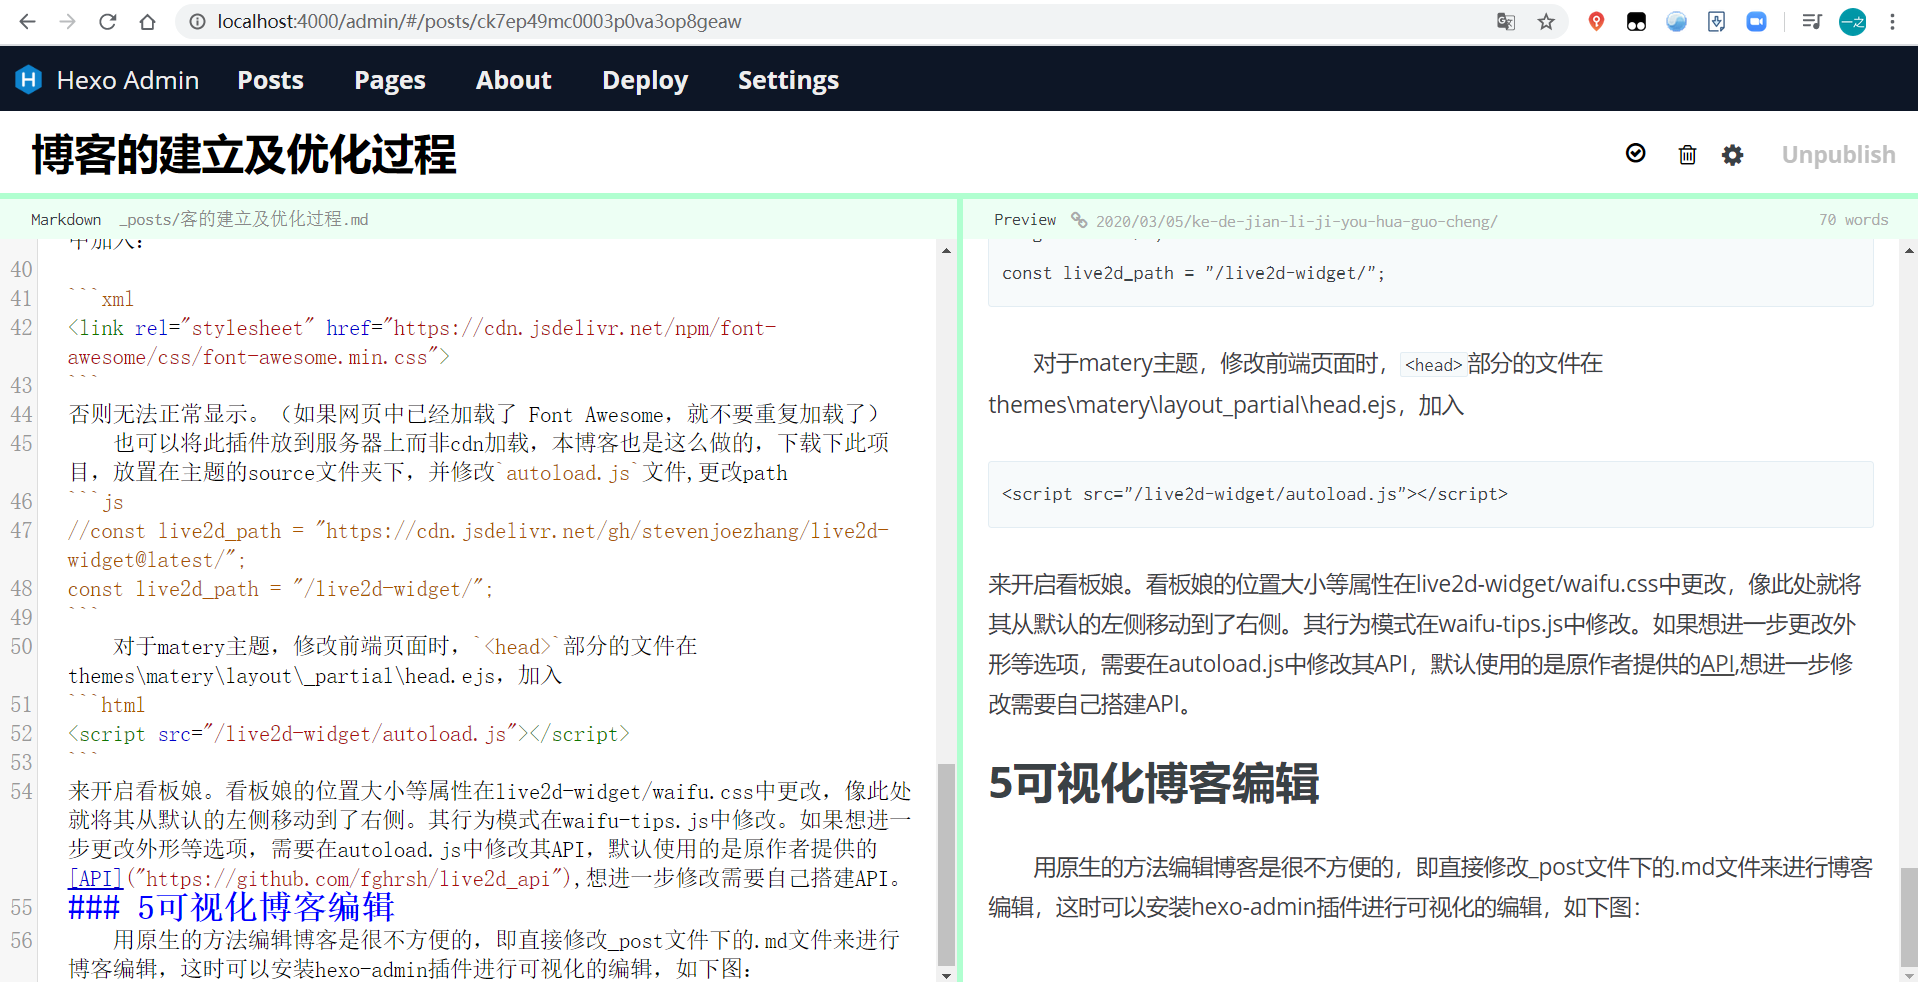 localhost:4000/admin/#/posts/ck7ep49mc0003p0va3op8geaw
一之
H Hexo Admin Posts Pages About Deploy Settings
博客的建立及优化过程
Unpublish
Markdown _posts/客的建立及优化过程.md
中加入：
40
41 ```xml
42 <link rel="stylesheet" href="https://cdn.jsdelivr.net/npm/font-
awesome/css/font-awesome.min.css">
43 ```
44 否则无法正常显示。（如果网页中已经加载了 Font Awesome，就不要重复加载了）
45 也可以将此插件放到服务器上而非cdn加载，本博客也是这么做的，下载下此项
目，放置在主题的source文件夹下，并修改`autoload.js`文件,更改path
46 ```js
47 //const live2d_path = "https://cdn.jsdelivr.net/gh/stevenjoezhang/live2d-
widget@latest/";
48 const live2d_path = "/live2d-widget/";
49 ```
50 对于matery主题，修改前端页面时，`<head>`部分的文件在
themes\matery\layout\_partial\head.ejs，加入
51 ```html
52 <script src="/live2d-widget/autoload.js"></script>
53 ```
54 来开启看板娘。看板娘的位置大小等属性在live2d-widget/waifu.css中更改，像此处
就将其从默认的左侧移动到了右侧。其行为模式在waifu-tips.js中修改。如果想进一
步更改外形等选项，需要在autoload.js中修改其API，默认使用的是原作者提供的
[API]("https://github.com/fghrsh/live2d_api"),想进一步修改需要自己搭建API。
55 ### 5可视化博客编辑
56 用原生的方法编辑博客是很不方便的，即直接修改_post文件下的.md文件来进行
博客编辑，这时可以安装hexo-admin插件进行可视化的编辑，如下图：
Preview 2020/03/05/ke-de-jian-li-ji-you-hua-guo-cheng/ 70 words
const live2d_path = "/live2d-widget/";
对于matery主题，修改前端页面时，<head>部分的文件在
themes\matery\layout_partial\head.ejs，加入
<script src="/live2d-widget/autoload.js"></script>
来开启看板娘。看板娘的位置大小等属性在live2d-widget/waifu.css中更改，像此处就将
其从默认的左侧移动到了右侧。其行为模式在waifu-tips.js中修改。如果想进一步更改外
形等选项，需要在autoload.js中修改其API，默认使用的是原作者提供的API,想进一步修
改需要自己搭建API。
5可视化博客编辑
用原生的方法编辑博客是很不方便的，即直接修改_post文件下的.md文件来进行博客
编辑，这时可以安装hexo-admin插件进行可视化的编辑，如下图：